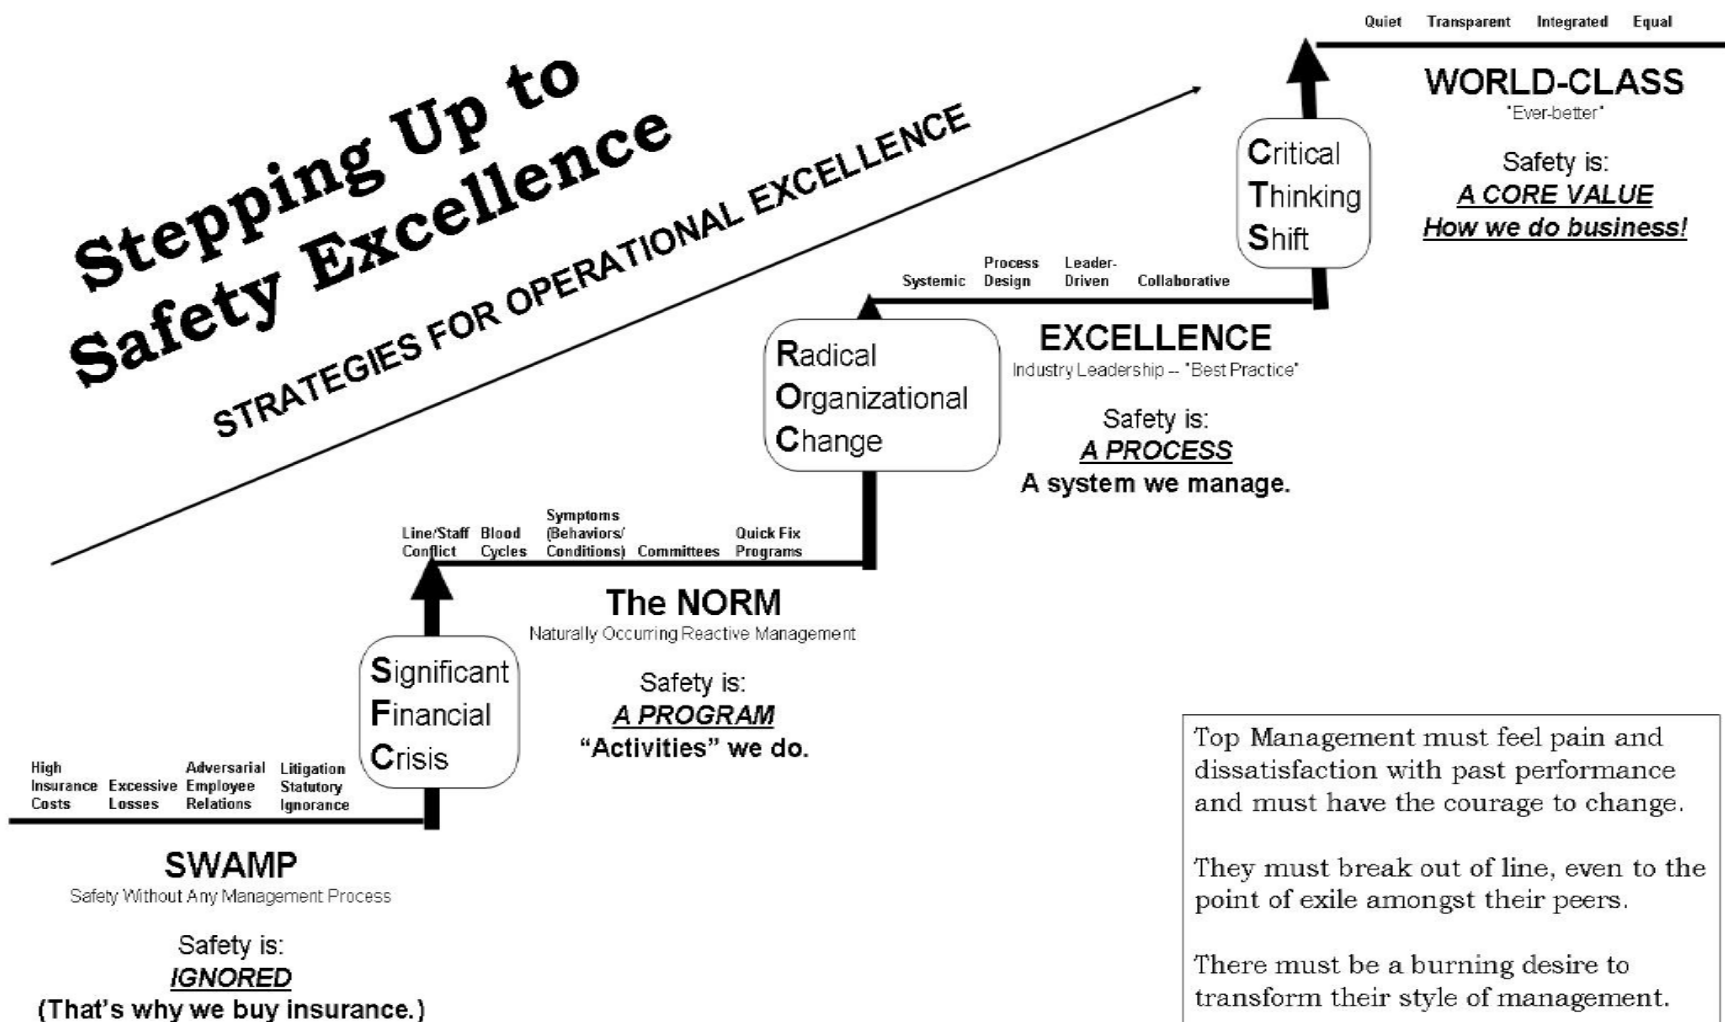 Stepping Up to
Safety Excellence
STRATEGIES FOR OPERATIONAL EXCELLENCE
Quiet Transparent Integrated Equal
WORLD-CLASS
"Ever-better"
Safety is:
A CORE VALUE
How we do business!
Critical
Thinking
Shift
Systemic Process Design Leader-Driven Collaborative
EXCELLENCE
Industry Leadership -- "Best Practice"
Safety is:
A PROCESS
A system we manage.
Radical
Organizational
Change
Line/Staff Conflict Blood Cycles Symptoms (Behaviors/Conditions) Committees Quick Fix Programs
The NORM
Naturally Occurring Reactive Management
Safety is:
A PROGRAM
“Activities” we do.
Significant
Financial
Crisis
High Insurance Costs Excessive Losses Adversarial Employee Relations Litigation Statutory Ignorance
SWAMP
Safety Without Any Management Process
Safety is:
IGNORED
(That's why we buy insurance.)
Top Management must feel pain and
dissatisfaction with past performance
and must have the courage to change.
They must break out of line, even to the
point of exile amongst their peers.
There must be a burning desire to
transform their style of management.